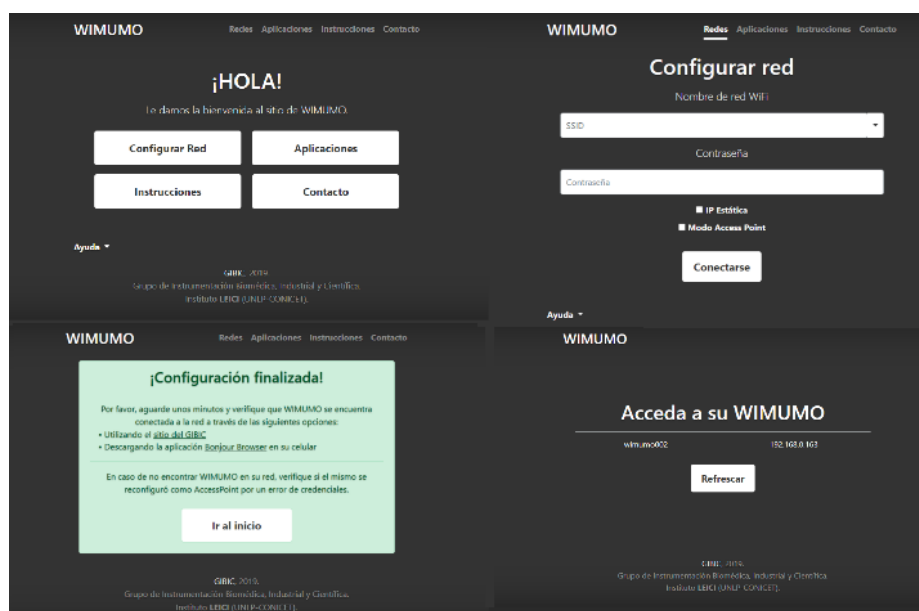 WIMUMO
Redes Aplicaciones Instrucciones Contacto
¡HOLA!
Le damos la bienvenida al sitio de WIMUMO.
Configurar Red
Aplicaciones
Instrucciones
Contacto
Ayuda
GIBIC, 2019.
Grupo de Instrumentación Biomédica, Industrial y Científica.
Instituto LEICI (UNLP-CONICET).
WIMUMO
Redes Aplicaciones Instrucciones Contacto
Configurar red
Nombre de red WiFi
SSID
Contraseña
Contraseña
IP Estática
Modo Access Point
Conectarse
Ayuda
WIMUMO
Redes Aplicaciones Instrucciones Contacto
¡Configuración finalizada!
Por favor, aguarde unos minutos y verifique que WIMUMO se encuentra
conectada a la red a través de las siguientes opciones:
• Utilizando el sitio del GIBIC
• Descargando la aplicación Bonjour Browser en su celular
En caso de no encontrar WIMUMO en su red, verifique si el mismo se
reconfiguró como AccessPoint por un error de credenciales.
Ir al inicio
GIBIC, 2019.
Grupo de Instrumentación Biomédica, Industrial y Científica.
Instituto LEICI (UNLP-CONICET).
WIMUMO
Acceda a su WIMUMO
wimumo002 192.168.0.163
Refrescar
GIBIC, 2019.
Grupo de Instrumentación Biomédica, Industrial y Científica.
Instituto LEICI (UNLP-CONICET).